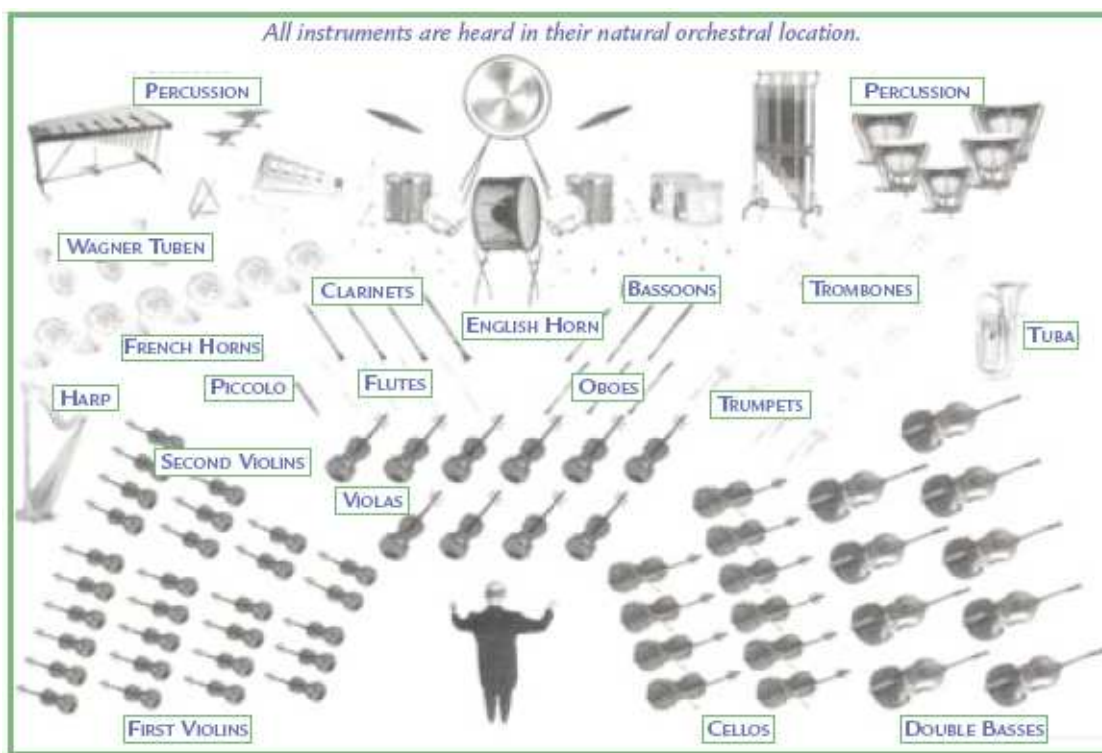 All instruments are heard in their natural orchestral location.
PERCUSSION
PERCUSSION
WAGNER TUBEN
CLARINETS
BASSOONS
TROMBONES
ENGLISH HORN
FRENCH HORNS
TUBA
PICCOLO
FLUTES
OBOES
HARP
TRUMPETS
SECOND VIOLINS
VIOLAS
FIRST VIOLINS
CELLOS
DOUBLE BASSES